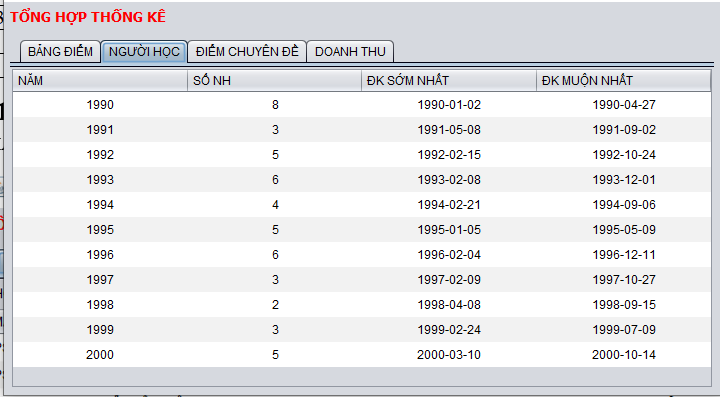 TỔNG HỢP THỐNG KÊ
BẢNG ĐIỂM NGƯỜI HỌC ĐIỂM CHUYÊN ĐỀ DOANH THU
NĂM SỐ NH ĐK SỚM NHẤT ĐK MUỘN NHẤT
1990 8 1990-01-02 1990-04-27
1991 3 1991-05-08 1991-09-02
1992 5 1992-02-15 1992-10-24
1993 6 1993-02-08 1993-12-01
1994 4 1994-02-21 1994-09-06
1995 5 1995-01-05 1995-05-09
1996 6 1996-02-04 1996-12-11
1997 3 1997-02-09 1997-10-27
1998 2 1998-04-08 1998-09-15
1999 3 1999-02-24 1999-07-09
2000 5 2000-03-10 2000-10-14